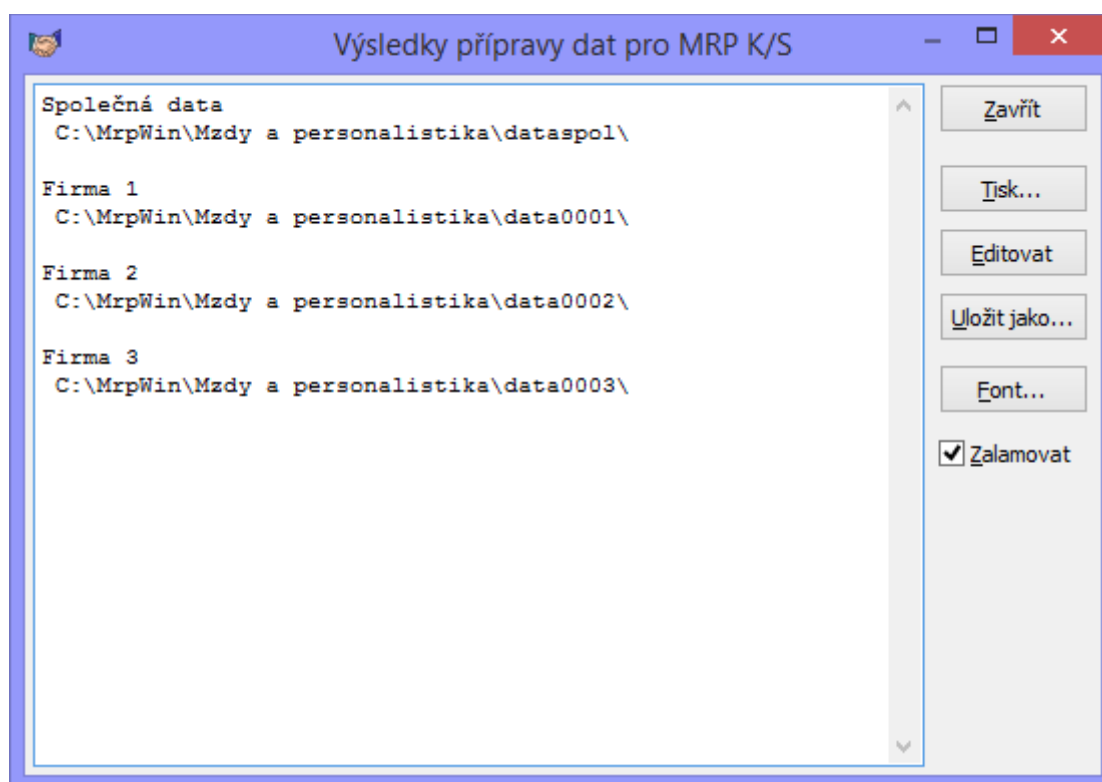 Výsledky přípravy dat pro MRP K/S
Společná data
C:\MrpWin\Mzdy a personalistika\dataspol\
Firma 1
C:\MrpWin\Mzdy a personalistika\data0001\
Firma 2
C:\MrpWin\Mzdy a personalistika\data0002\
Firma 3
C:\MrpWin\Mzdy a personalistika\data0003\
Zavřít
Tisk...
Editovat
Uložit jako...
Font...
Zalamovat